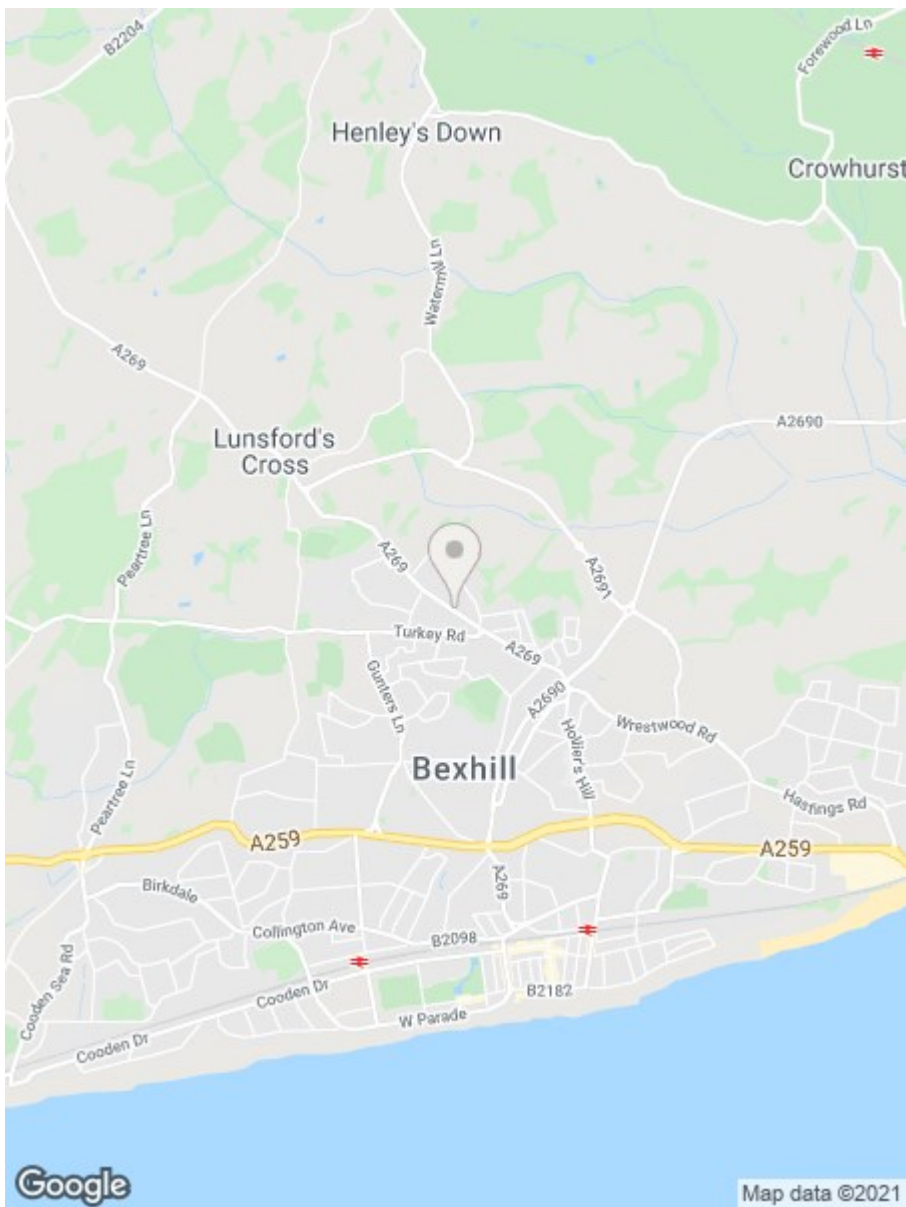 B2204
Forewood Ln
Henley's Down
Crowhurst
Watermill Ln
A269
A2690
Lunsford's
Cross
Peartree Ln
A269
A2691
Turkey Rd
A269
Gunters Ln
A2690
Wrestwood Rd
Hollier's Hill
Bexhill
Peartree Ln
Hastings Rd
A259
A259
Birkdale
A269
Collington Ave
B2098
Cooden Sea Rd
Cooden Dr
B2182
W Parade
Cooden Dr
Google
Map data ©2021